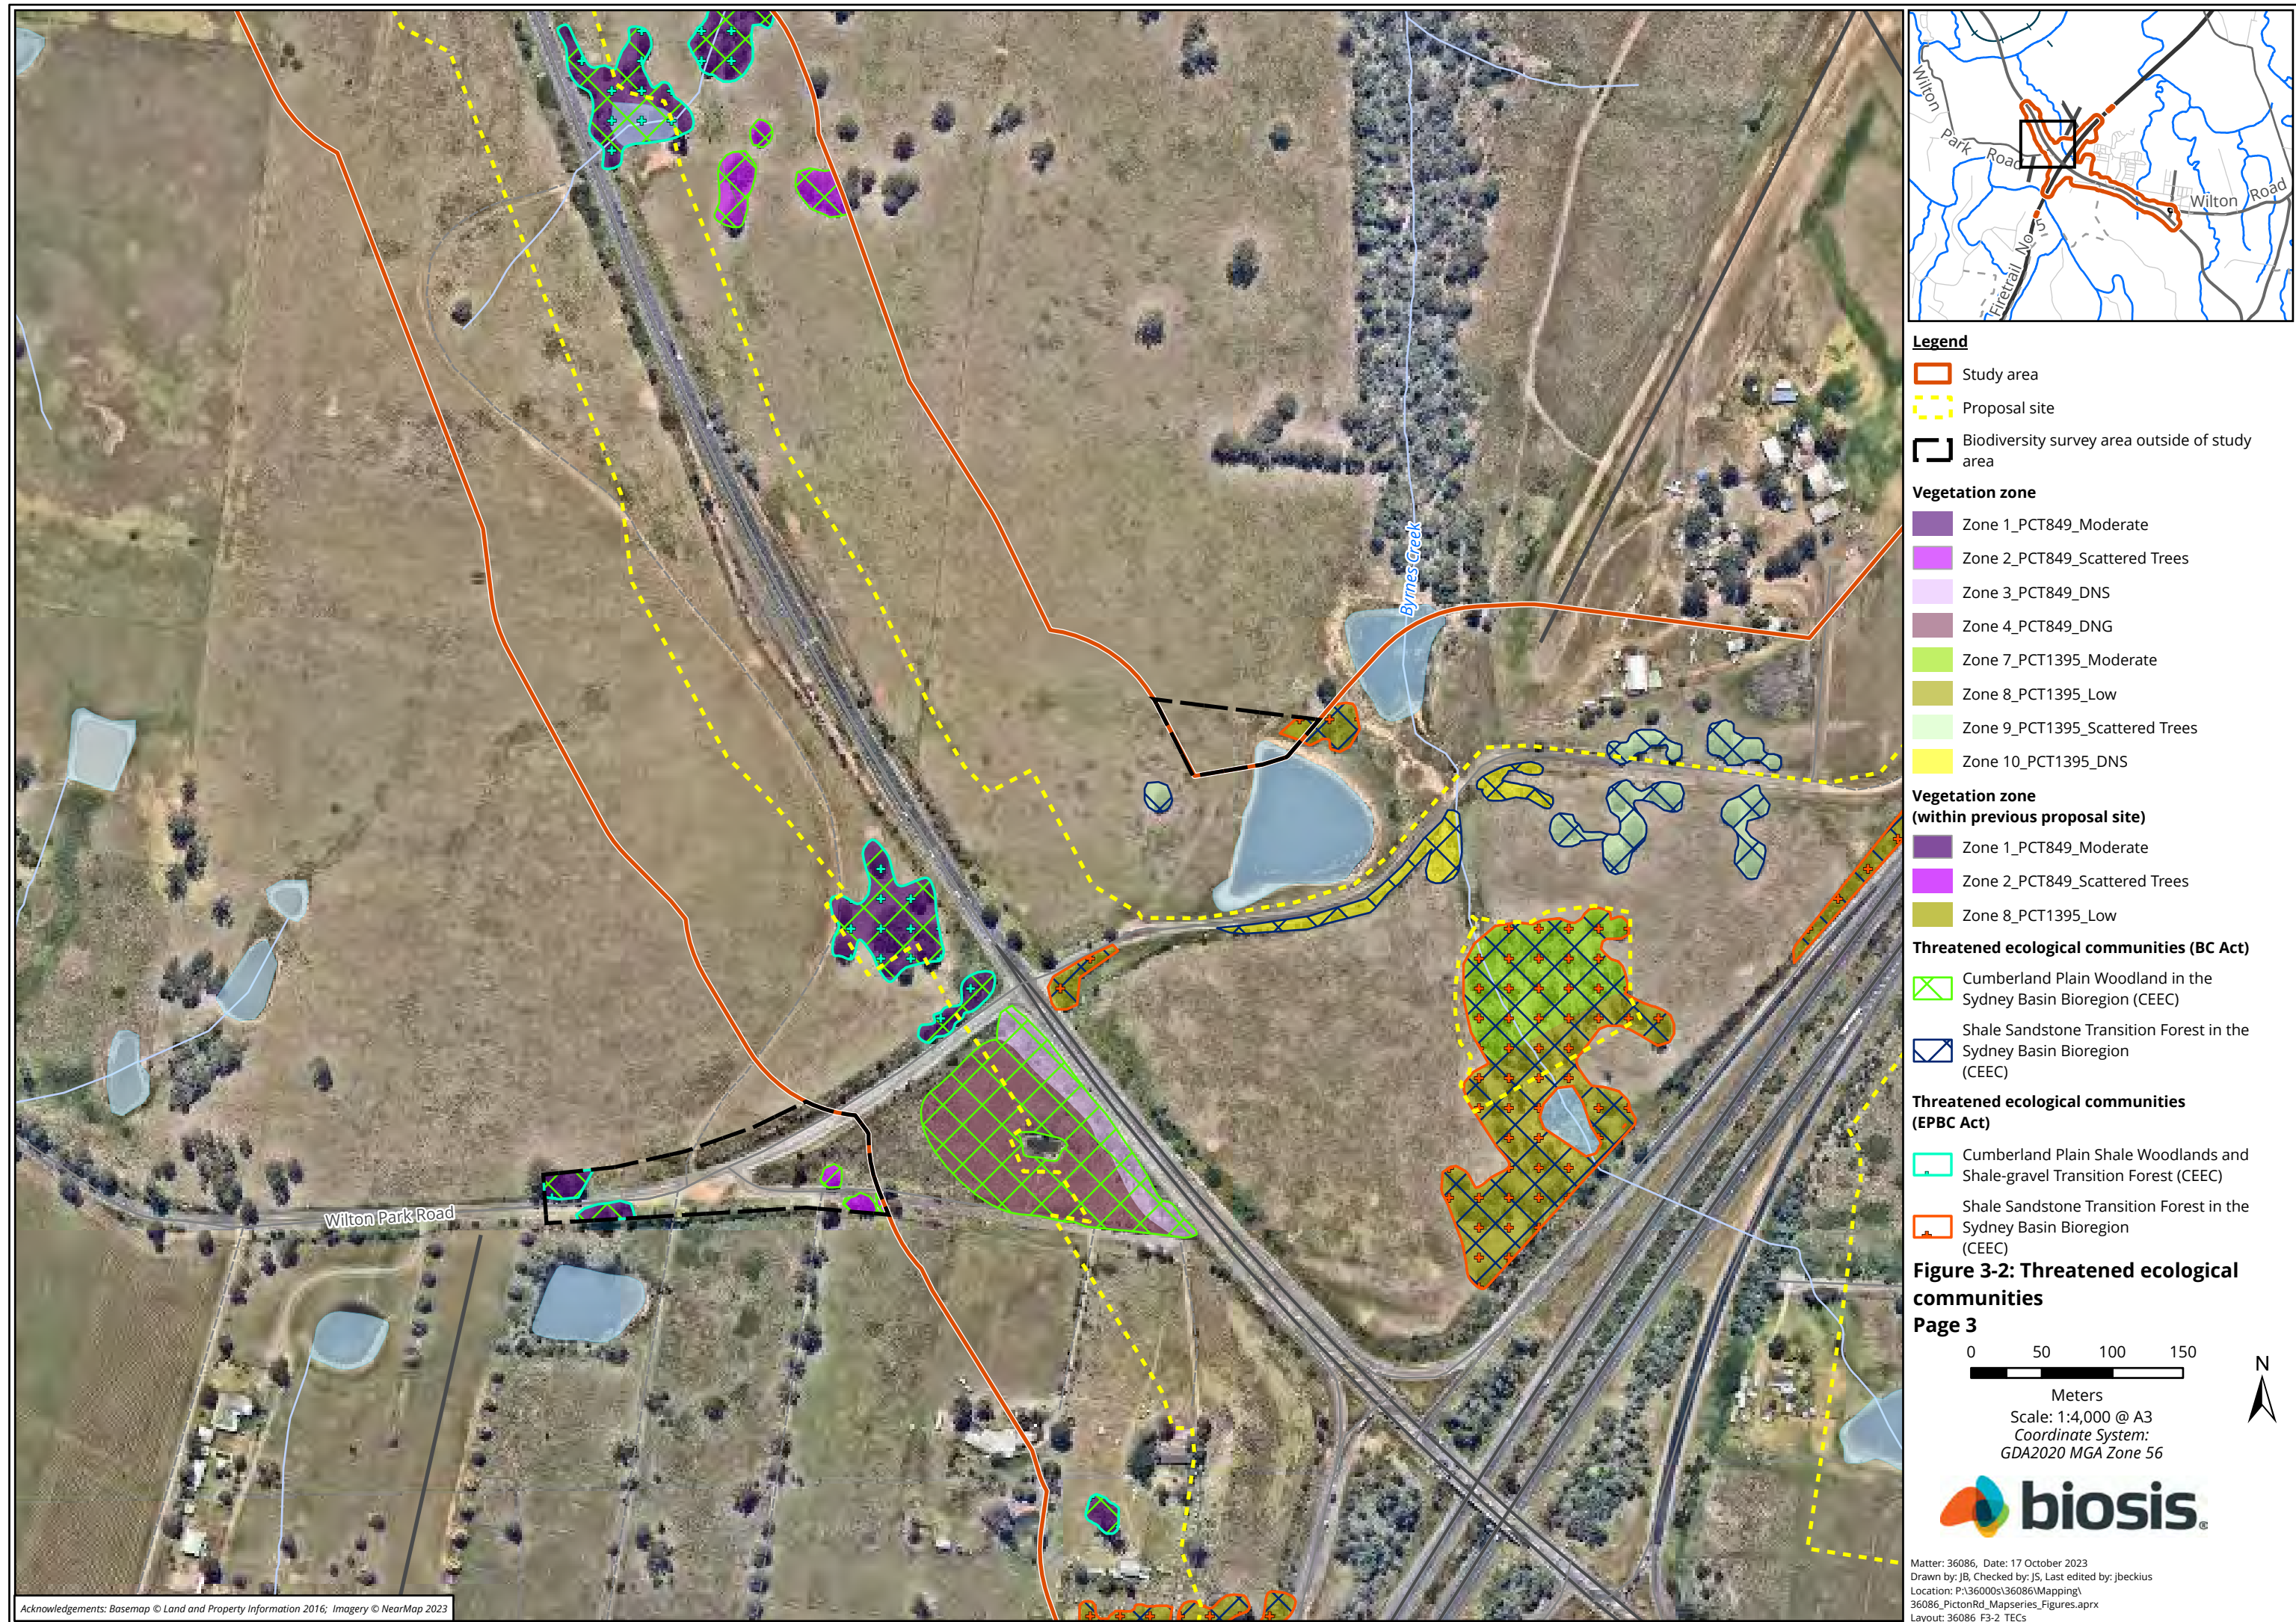 Byrnes Creek
Wilton Park Road
Acknowledgements: Basemap © Land and Property Information 2016; Imagery © NearMap 2023
Wilton
Park Road
Wilton Road
Firetrail No 5
Legend
Study area
Proposal site
Biodiversity survey area outside of study
area
Vegetation zone
Zone 1_PCT849_Moderate
Zone 2_PCT849_Scattered Trees
Zone 3_PCT849_DNS
Zone 4_PCT849_DNG
Zone 7_PCT1395_Moderate
Zone 8_PCT1395_Low
Zone 9_PCT1395_Scattered Trees
Zone 10_PCT1395_DNS
Vegetation zone
(within previous proposal site)
Zone 1_PCT849_Moderate
Zone 2_PCT849_Scattered Trees
Zone 8_PCT1395_Low
Threatened ecological communities (BC Act)
Cumberland Plain Woodland in the
Sydney Basin Bioregion (CEEC)
Shale Sandstone Transition Forest in the
Sydney Basin Bioregion
(CEEC)
Threatened ecological communities
(EPBC Act)
Cumberland Plain Shale Woodlands and
Shale-gravel Transition Forest (CEEC)
Shale Sandstone Transition Forest in the
Sydney Basin Bioregion
(CEEC)
Figure 3-2: Threatened ecological
communities
Page 3
0 50 100 150
Meters
N
Scale: 1:4,000 @ A3
Coordinate System:
GDA2020 MGA Zone 56
biosis®
Matter: 36086, Date: 17 October 2023
Drawn by: JB, Checked by: JS, Last edited by: jbeckius
Location: P:\36000s\36086\Mapping\
36086_PictonRd_Mapseries_Figures.aprx
Layout: 36086_F3-2_TECs